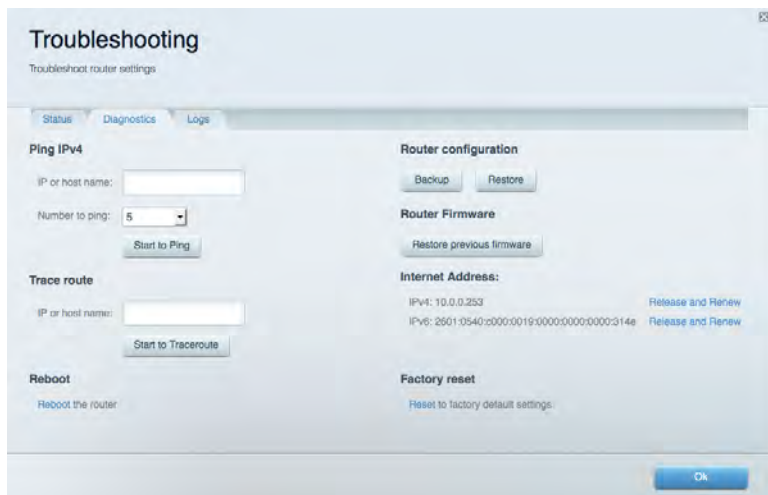 Troubleshooting
Troubleshoot router settings
Status
Diagnostics
Logs
Ping IPv4
IP or host name:
Number to ping: 5
Start to Ping
Trace route
IP or host name:
Start to Traceroute
Reboot
Reboot the router
Router configuration
Backup
Restore
Router Firmware
Restore previous firmware
Internet Address:
IPv4: 10.0.0.253 Release and Renew
IPv6: 2601:0540:c000:0019:0000:0000:0000:314e Release and Renew
Factory reset
Reset to factory default settings.
Ok